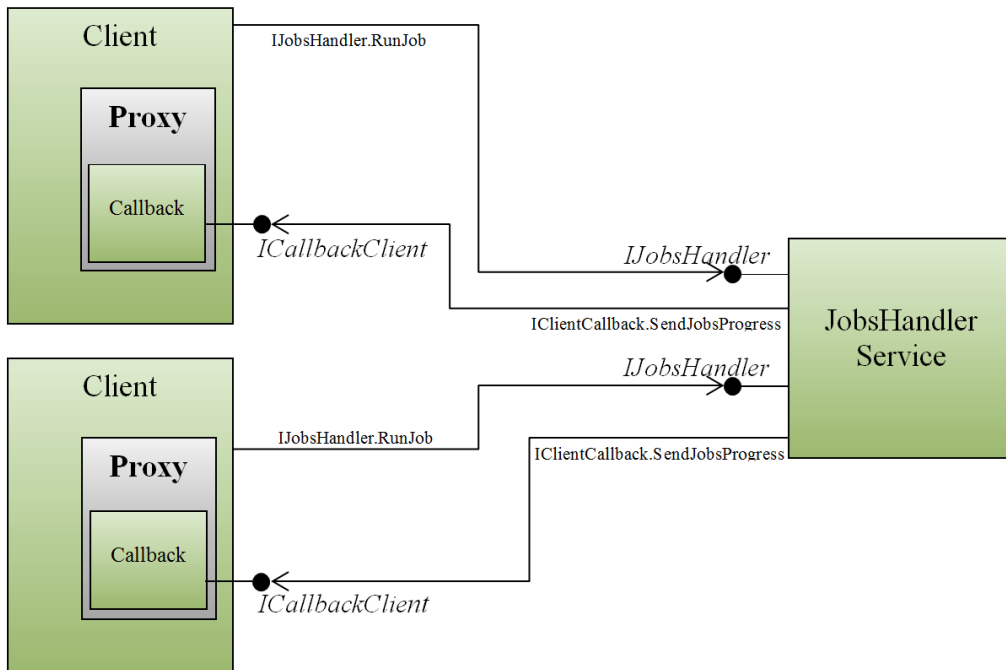 Client
IJobsHandler.RunJob
Proxy
Callback
ICallbackClient
IJobsHandler
IClientCallback.SendJobsProgress
JobsHandler
Service
Client
IJobsHandler
IJobsHandler.RunJob
IClientCallback.SendJobsProgress
Proxy
Callback
ICallbackClient